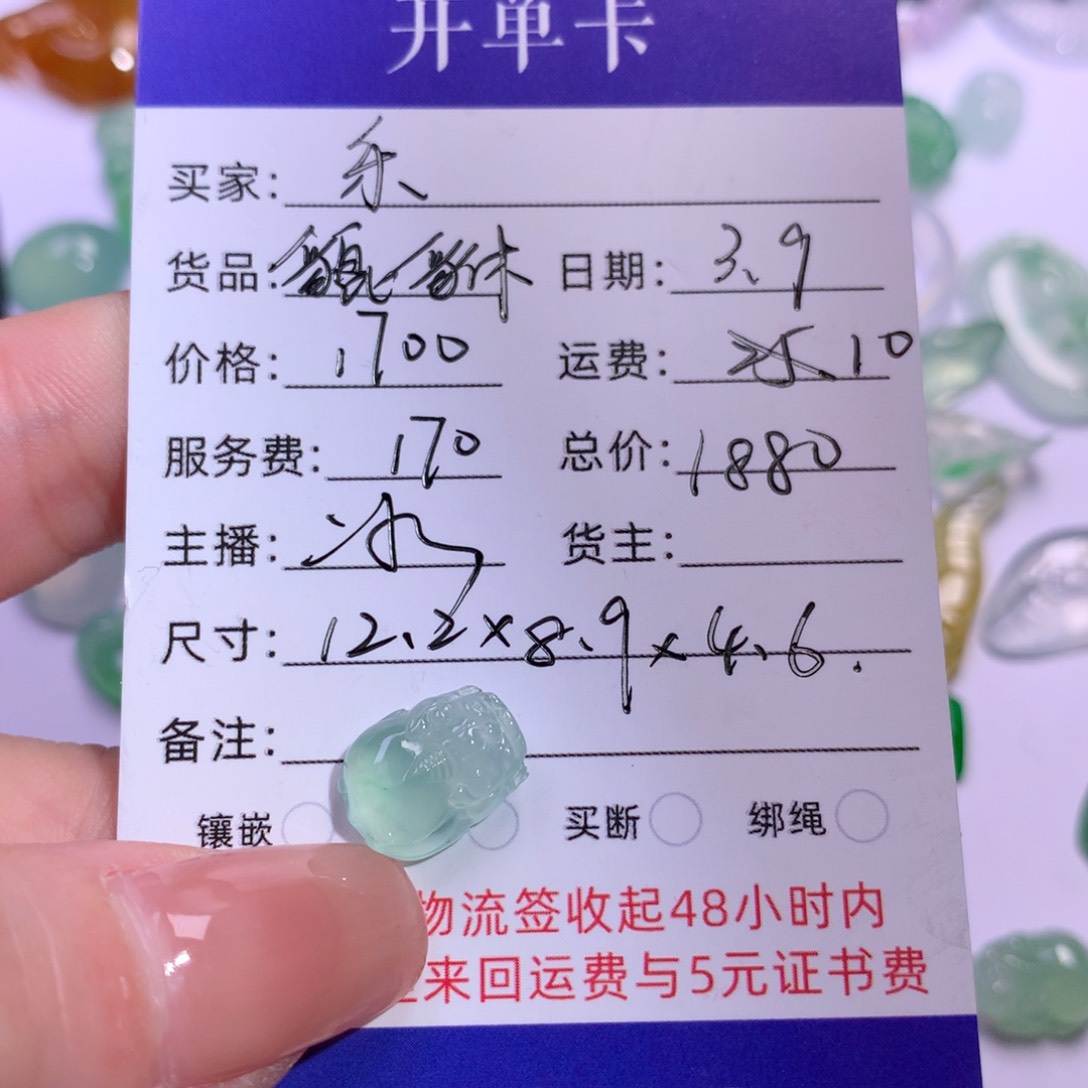 开单卡
买家: 乐
货品: 貔貅 日期: 3.9
价格: 1700 运费: 25 10
服务费: 170 总价: 1880
主播: 冰 货主:
尺寸: 12.2×8.9×4.6.
备注:
镶嵌 买断 绑绳
物流签收起48小时内
来回运费与5元证书费